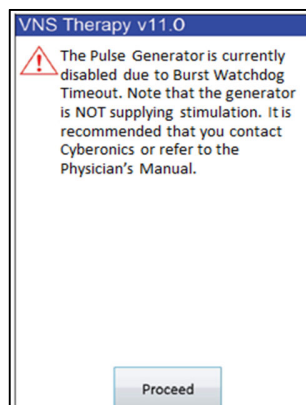 VNS Therapy v11.0
The Pulse Generator is currently
disabled due to Burst Watchdog
Timeout. Note that the generator
is NOT supplying stimulation. It is
recommended that you contact
Cyberonics or refer to the
Physician's Manual.
Proceed